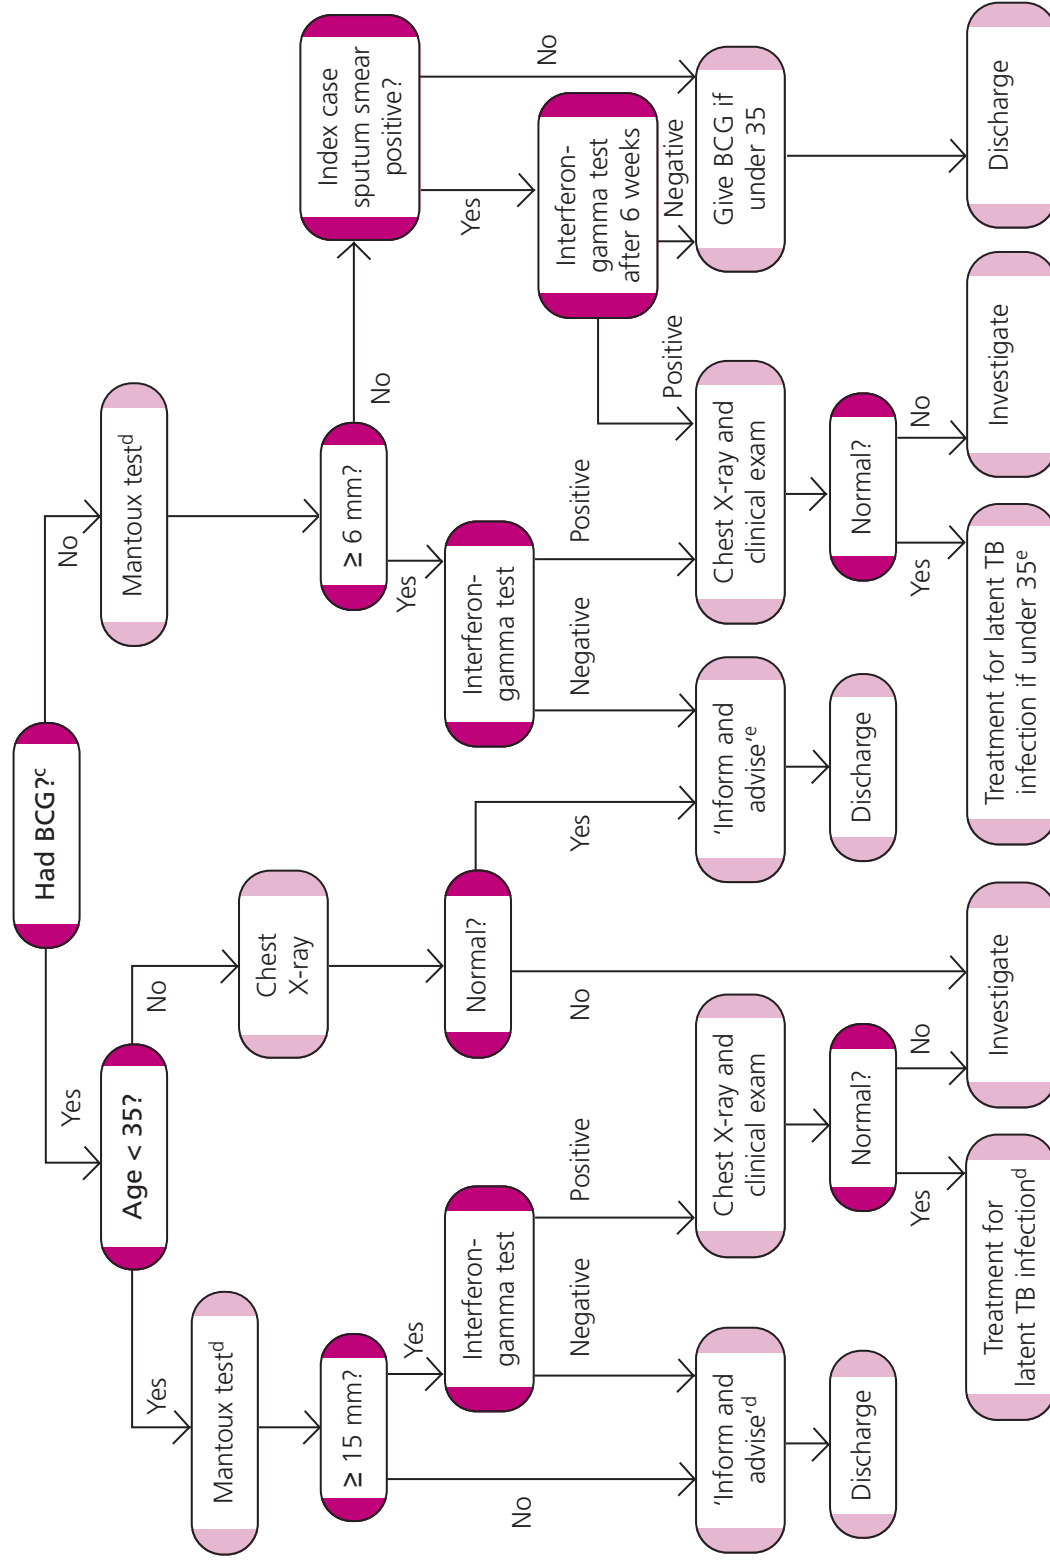 Had BCG?c
Yes
No
Age < 35?
Mantoux testd
Yes
No
Mantoux testd
Chest
X-ray
≥ 15 mm?
≥ 6 mm?
No
Index case
sputum smear
positive?
No
Yes
Normal?
Yes
Interferon-
gamma test
Interferon-
gamma test
Yes
Interferon-
gamma test
after 6 weeks
Negative
Positive
No
Yes
Negative
Positive
Positive
Negative
'Inform and
advise'd
Chest X-ray and
clinical exam
'Inform and
advise'e
Chest X-ray and
clinical exam
Give BCG if
under 35
Discharge
Normal?
Discharge
Normal?
Yes
No
Yes
No
Treatment for
latent TB infectiond
Investigate
Treatment for latent TB
infection if under 35e
Investigate
Discharge
No